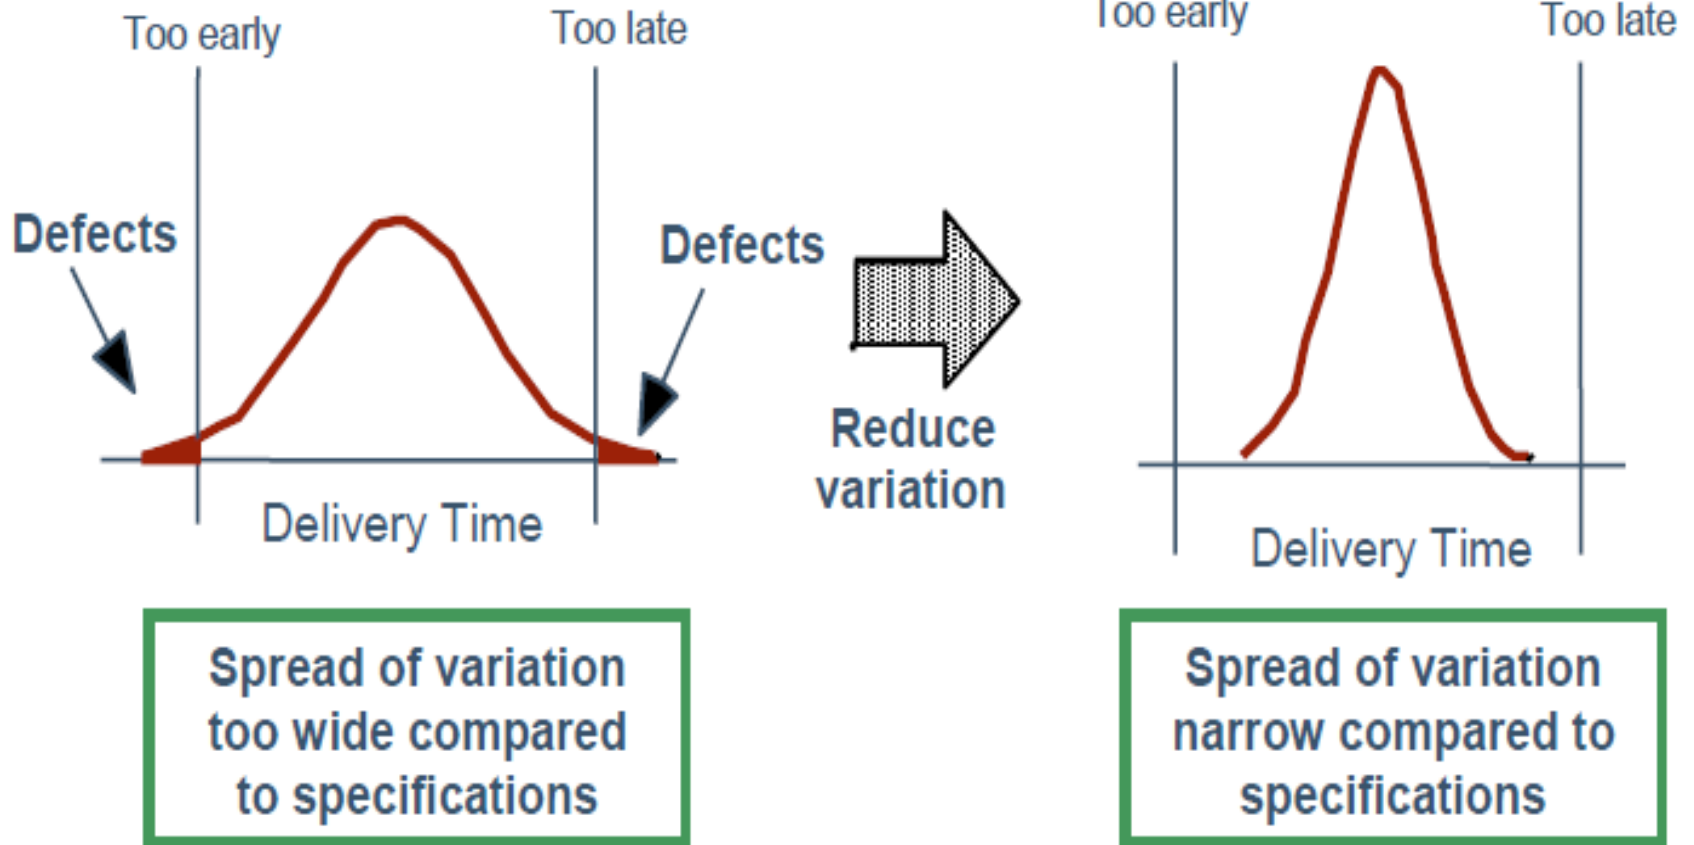 Too early
Too late
Defects
Defects
Delivery Time
Spread of variation
too wide compared
to specifications
Reduce
variation
Too early
Too late
Delivery Time
Spread of variation
narrow compared to
specifications